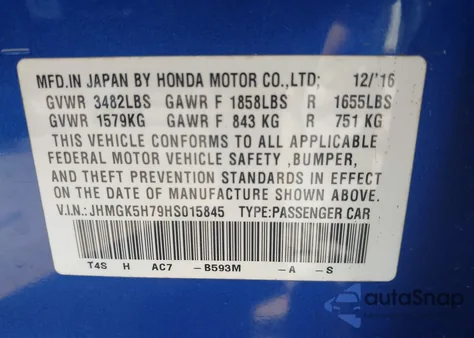 MFD.IN JAPAN BY HONDA MOTOR CO.,LTD; 12/'16
GVWR 3482LBS GAWR F 1858LBS R 1655LBS
GVWR 1579KG GAWR F 843 KG R 751 KG
THIS VEHICLE CONFORMS TO ALL APPLICABLE
FEDERAL MOTOR VEHICLE SAFETY ,BUMPER,
AND THEFT PREVENTION STANDARDS IN EFFECT
ON THE DATE OF MANUFACTURE SHOWN ABOVE.
V.I.N.: JHMGK5H79HS015845 TYPE:PASSENGER CAR
T4S H AC7 -B593M -A -S
autoSnap